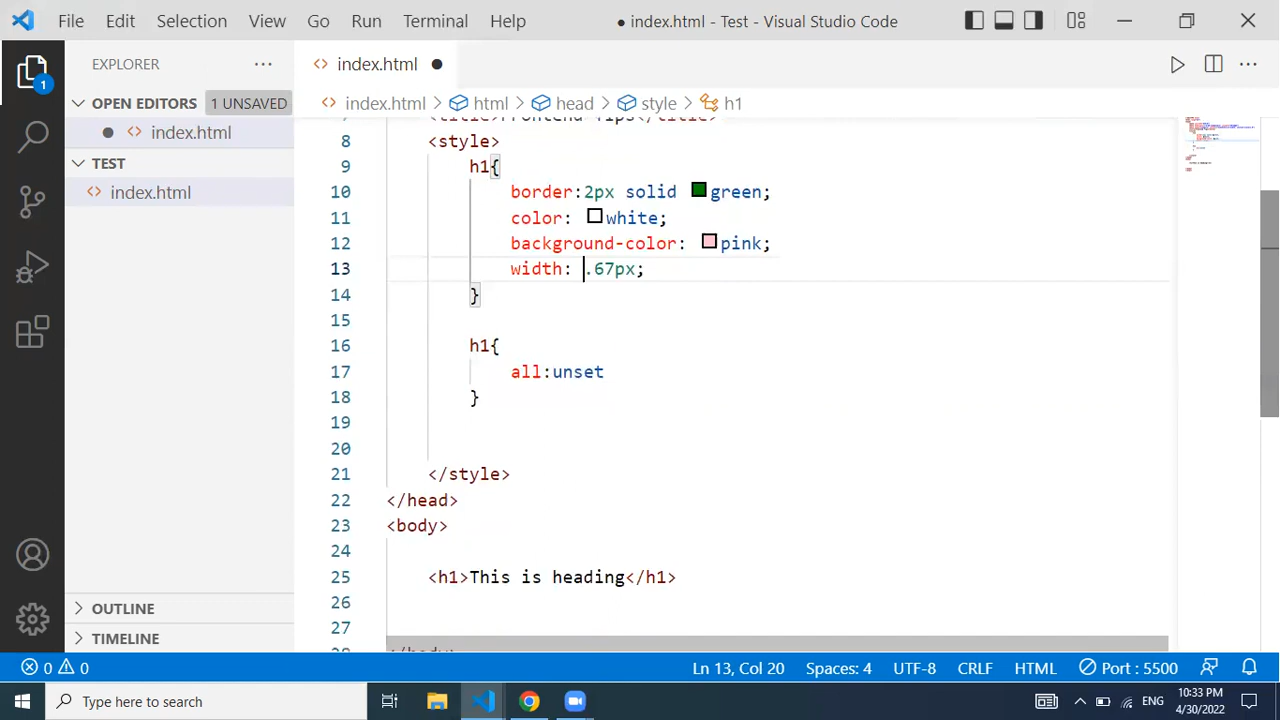 File Edit Selection View Go Run Terminal Help ● index.html - Test - Visual Studio Code
EXPLORER ··· <> index.html ●
1
OPEN EDITORS 1 UNSAVED
<> index.html > html > head > style > h1
● <> index.html
TEST
<> index.html
7 <title>Frontend Tips</title>
8 <style>
9 h1{
10 border:2px solid green;
11 color: white;
12 background-color: pink;
13 width: .67px;
14 }
15
16 h1{
17 all:unset
18 }
19
20
21 </style>
22 </head>
23 <body>
24
25 <h1>This is heading</h1>
26
27
28 </body>
OUTLINE
TIMELINE
0 0 Ln 13, Col 20 Spaces: 4 UTF-8 CRLF HTML Port : 5500
Type here to search ENG 10:33 PM
4/30/2022